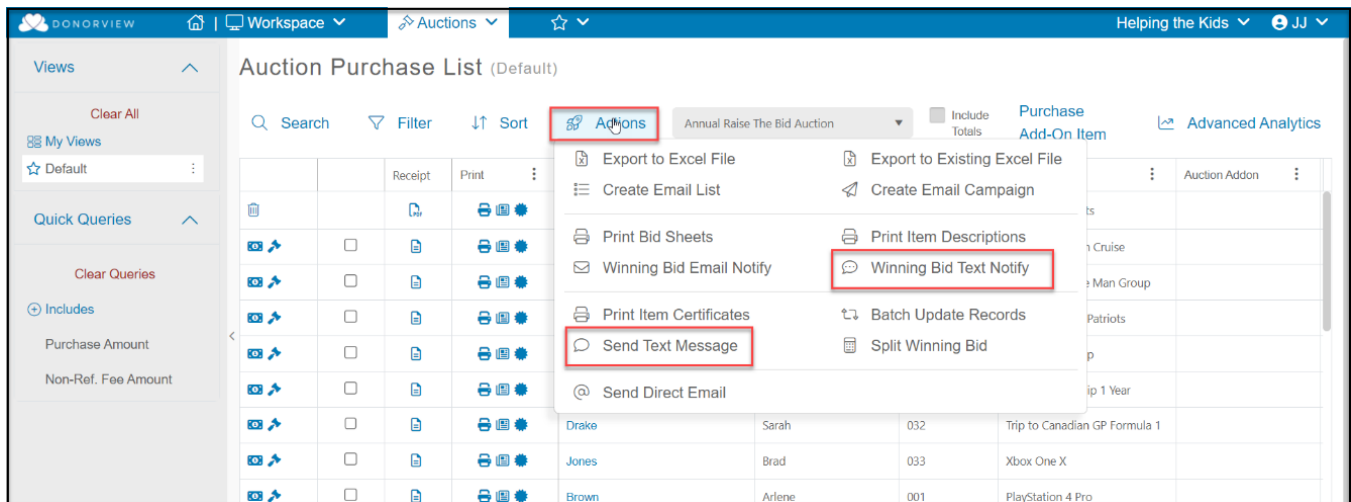 DONORVIEW Workspace Auctions Helping the Kids JJ
Views
Clear All
My Views
Default
Quick Queries
Clear Queries
Includes
Purchase Amount
Non-Ref. Fee Amount
Auction Purchase List (Default)
Search Filter Sort Actions Annual Raise The Bid Auction Include Totals Purchase Add-On Item Advanced Analytics
Receipt Print Auction Addon
Export to Excel File Export to Existing Excel File
Create Email List Create Email Campaign
Print Bid Sheets Print Item Descriptions
Winning Bid Email Notify Winning Bid Text Notify
Print Item Certificates Batch Update Records
Send Text Message Split Winning Bid
Send Direct Email
ts
n Cruise
e Man Group
Patriots
p
ip 1 Year
Drake Sarah 032 Trip to Canadian GP Formula 1
Jones Brad 033 Xbox One X
Brown Arlene 001 PlayStation 4 Pro